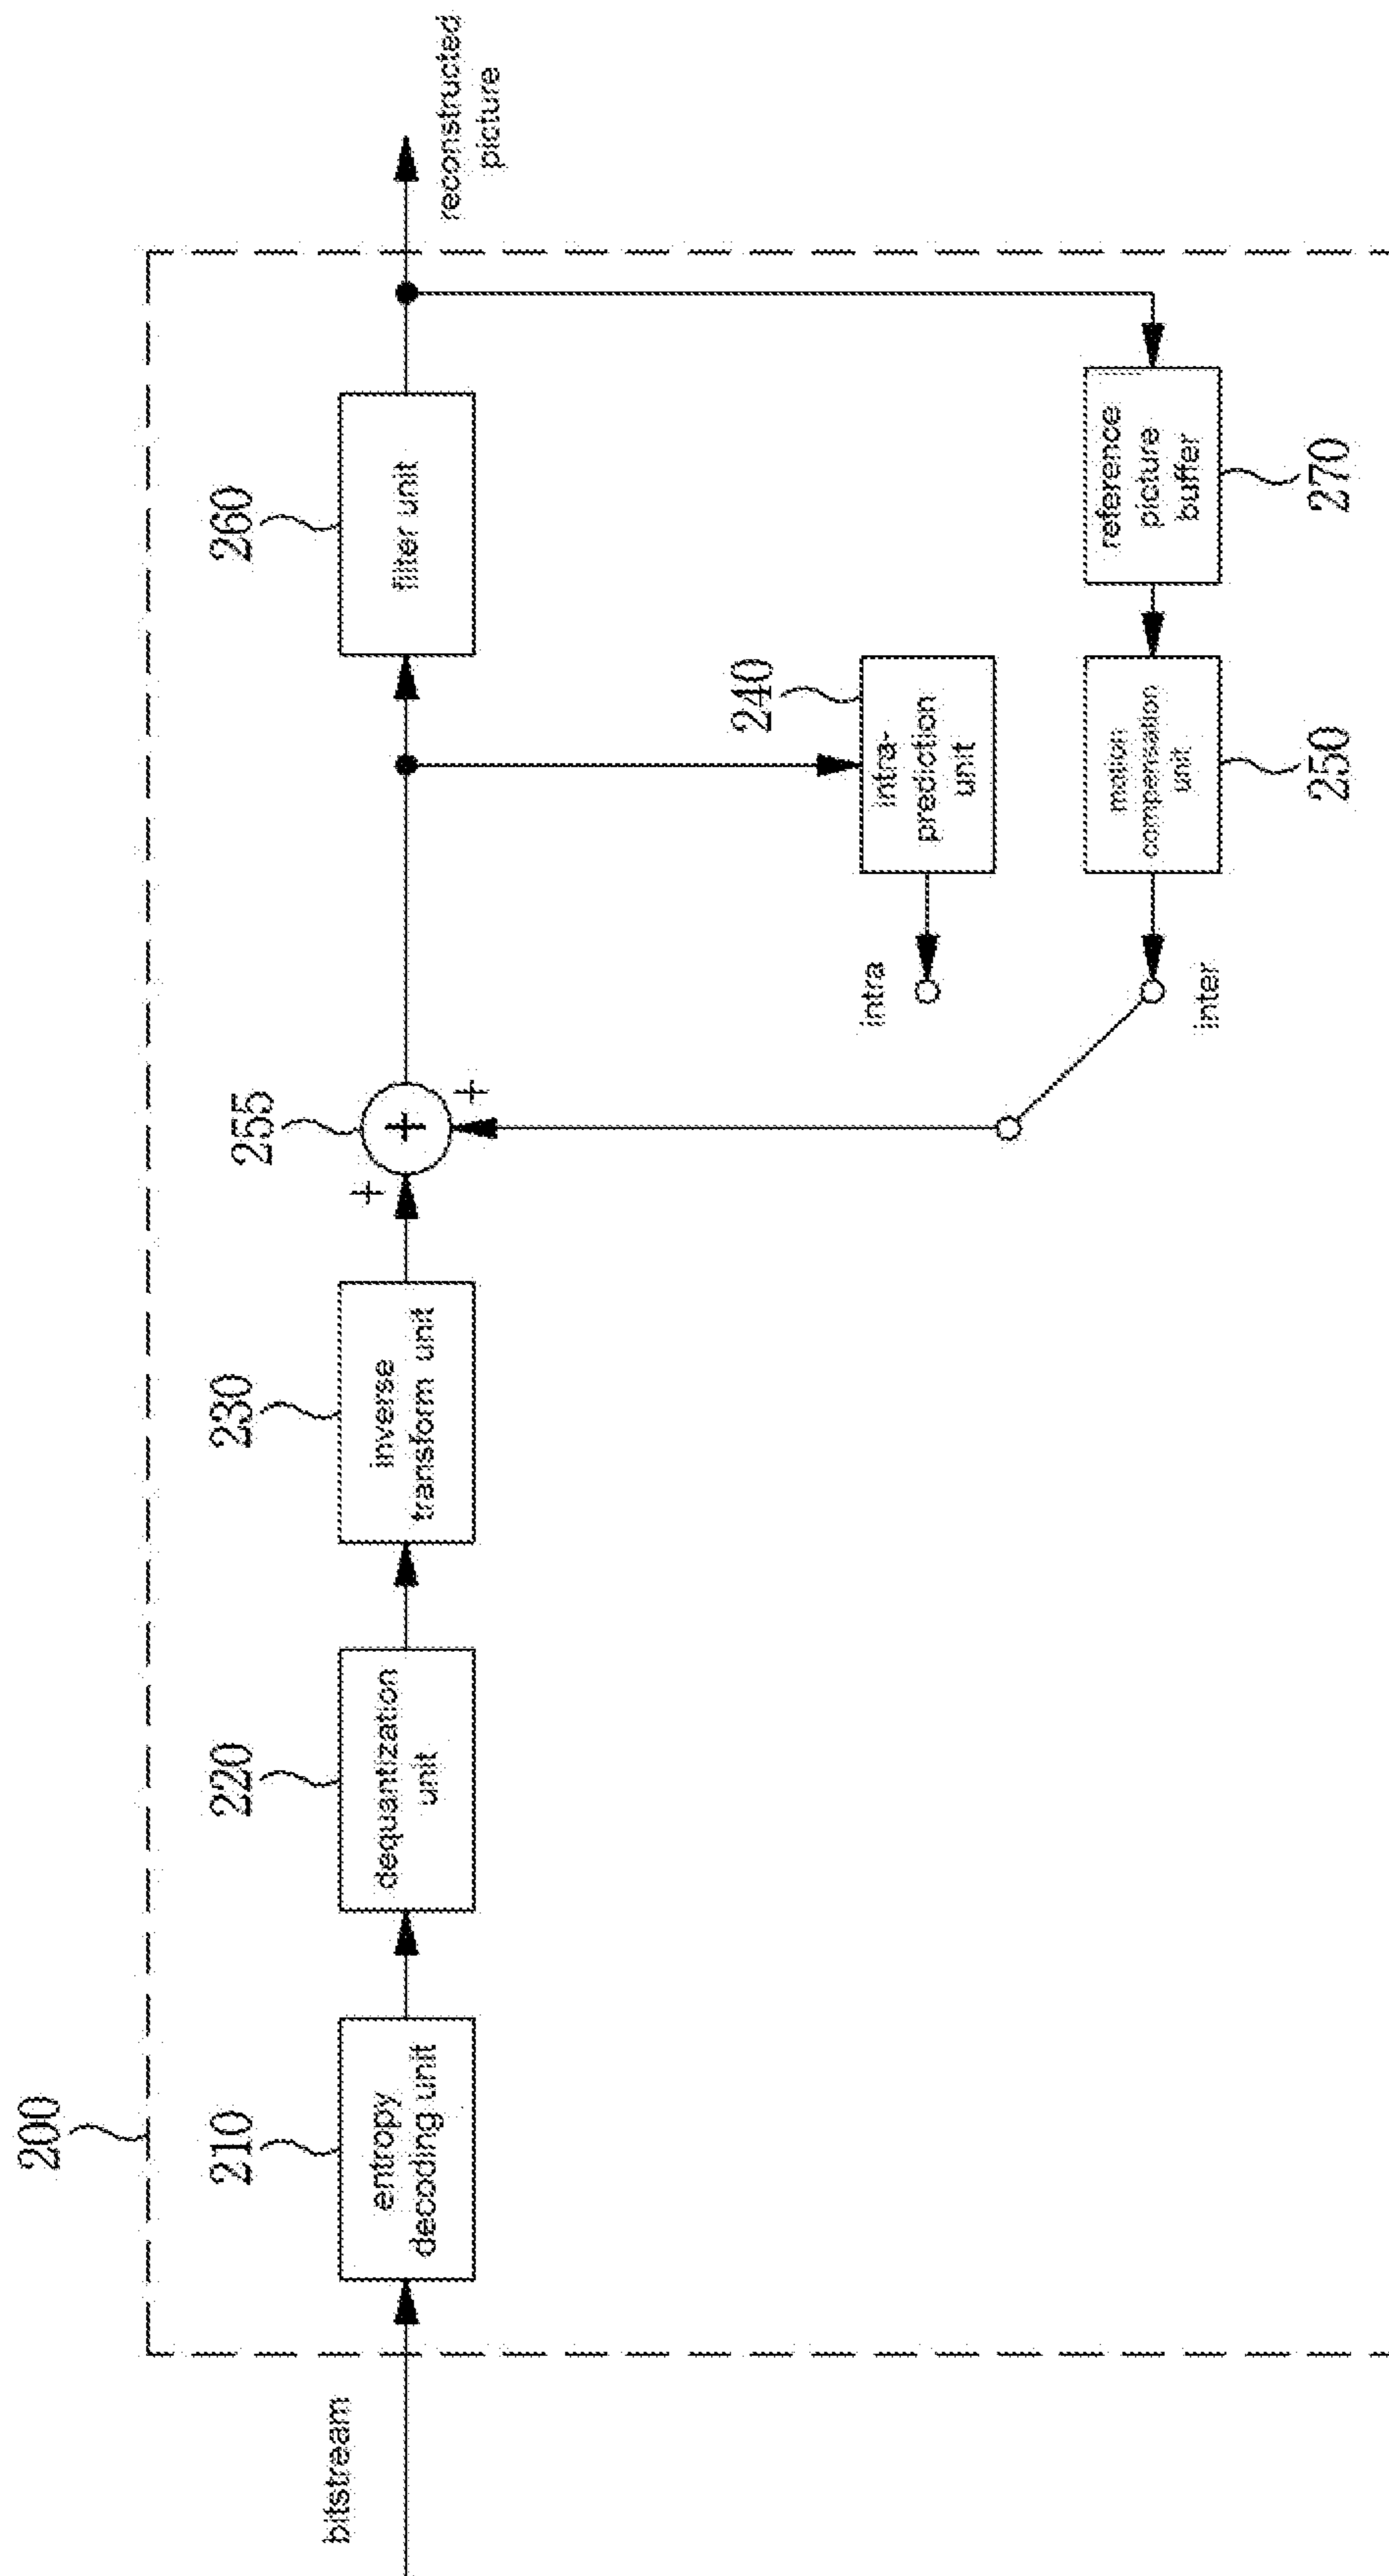 200
bitstream
210
entropy
decoding unit
220
dequantization
unit
230
inverse
transform unit
255
+
+
+
260
filter unit
reconstructed
picture
240
intra-
prediction
unit
intra
inter
motion
compensation
unit
250
reference
picture
buffer
270